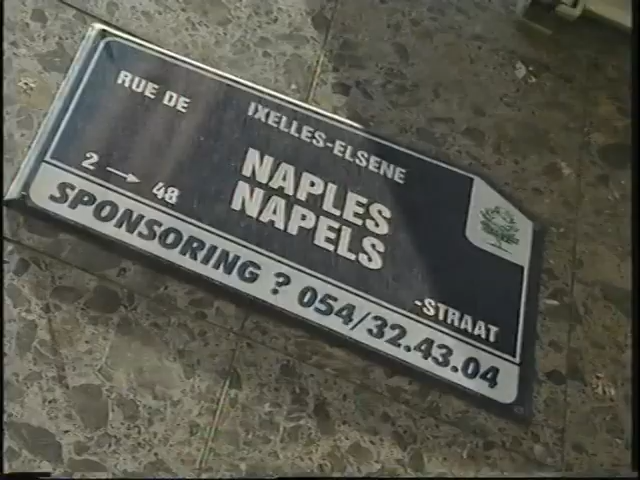 IXELLES-ELSENE
RUE DE
NAPLES
NAPELS
2 → 48
-STRAAT
SPONSORING ? 054/32.43.04